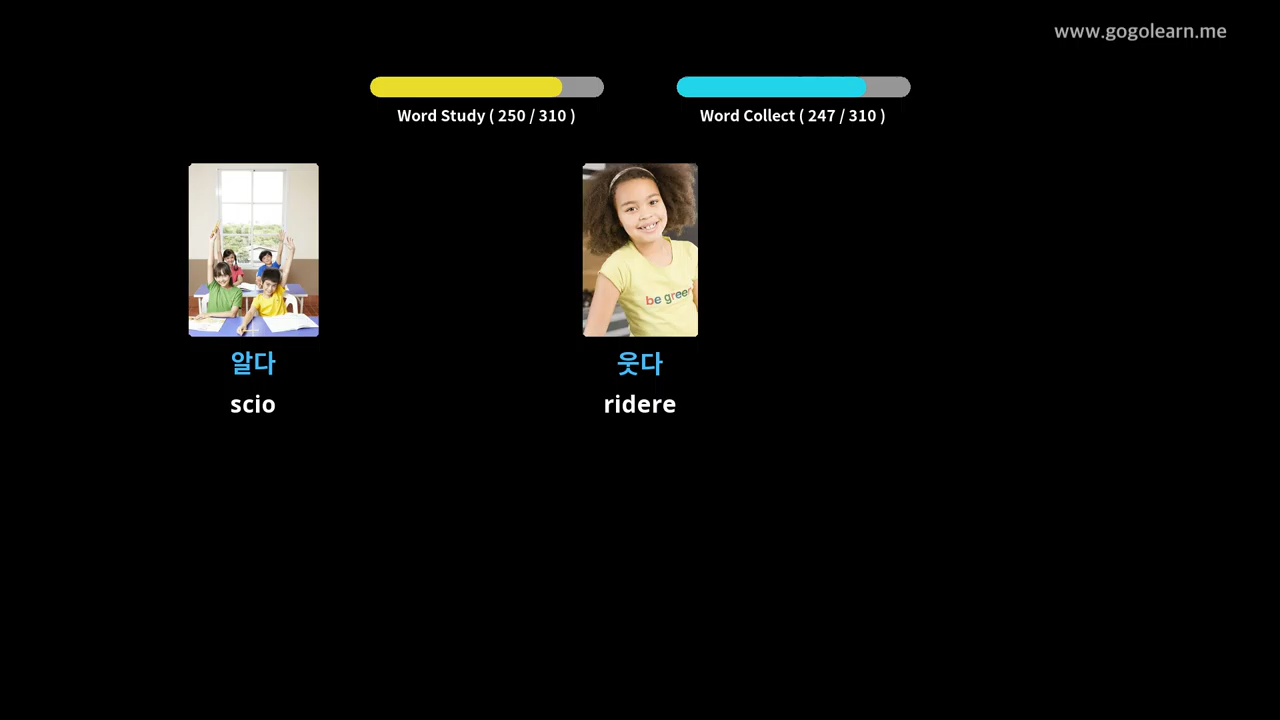 www.gogolearn.me
Word Study ( 250 / 310 )
Word Collect ( 247 / 310 )
be green
알다
웃다
scio
ridere